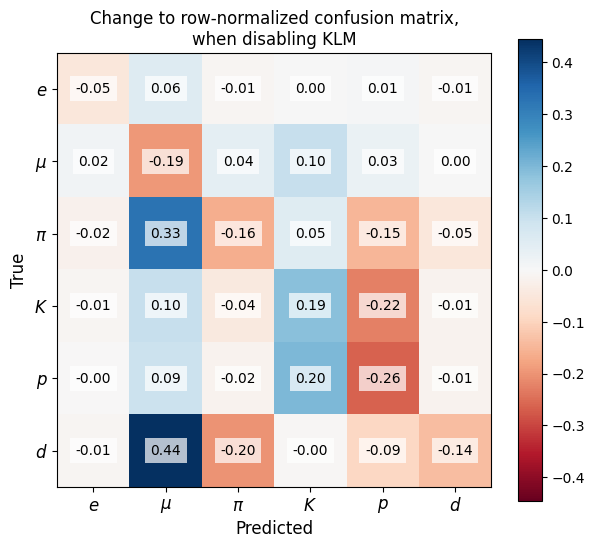 Change to row-normalized confusion matrix,
when disabling KLM
True
e -0.05 0.06 -0.01 0.00 0.01 -0.01
μ 0.02 -0.19 0.04 0.10 0.03 0.00
π -0.02 0.33 -0.16 0.05 -0.15 -0.05
K -0.01 0.10 -0.04 0.19 -0.22 -0.01
p -0.00 0.09 -0.02 0.20 -0.26 -0.01
d -0.01 0.44 -0.20 -0.00 -0.09 -0.14
e μ π K p d
Predicted
0.4
0.3
0.2
0.1
0.0
−0.1
−0.2
−0.3
−0.4